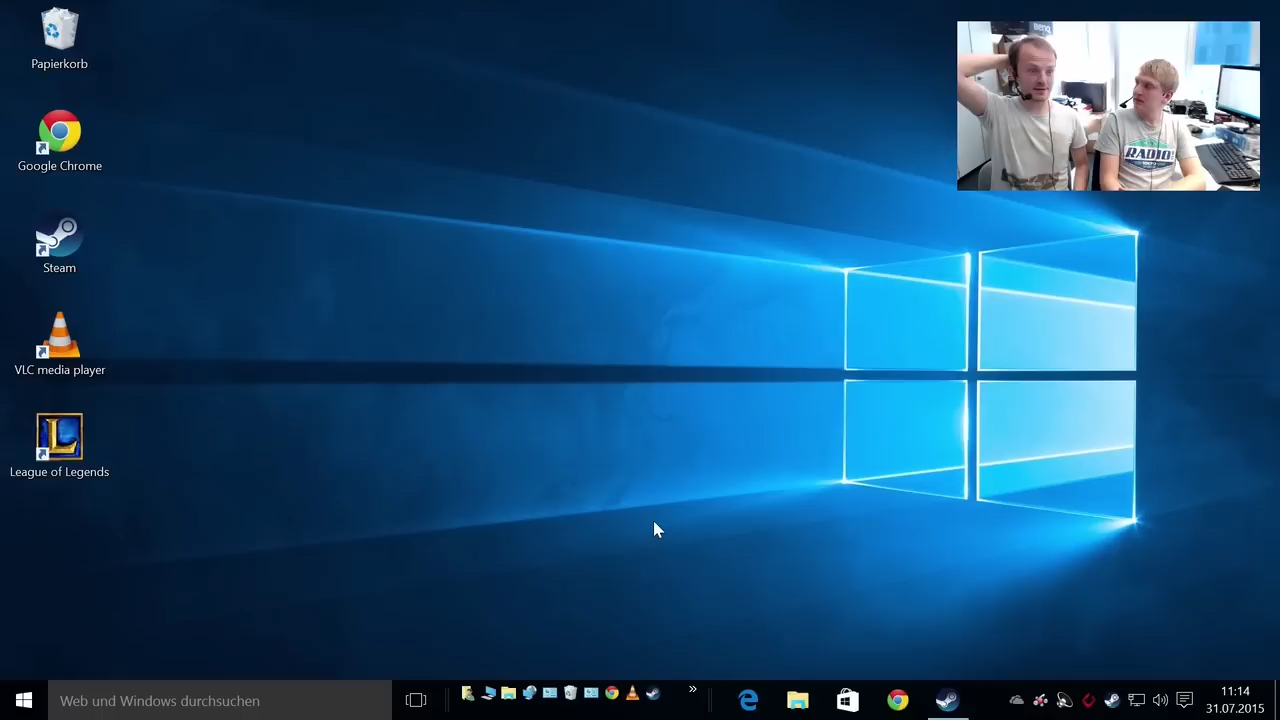 Papierkorb
Google Chrome
Steam
VLC media player
League of Legends
BenQ
RADIO
Web und Windows durchsuchen
11:14
31.07.2015